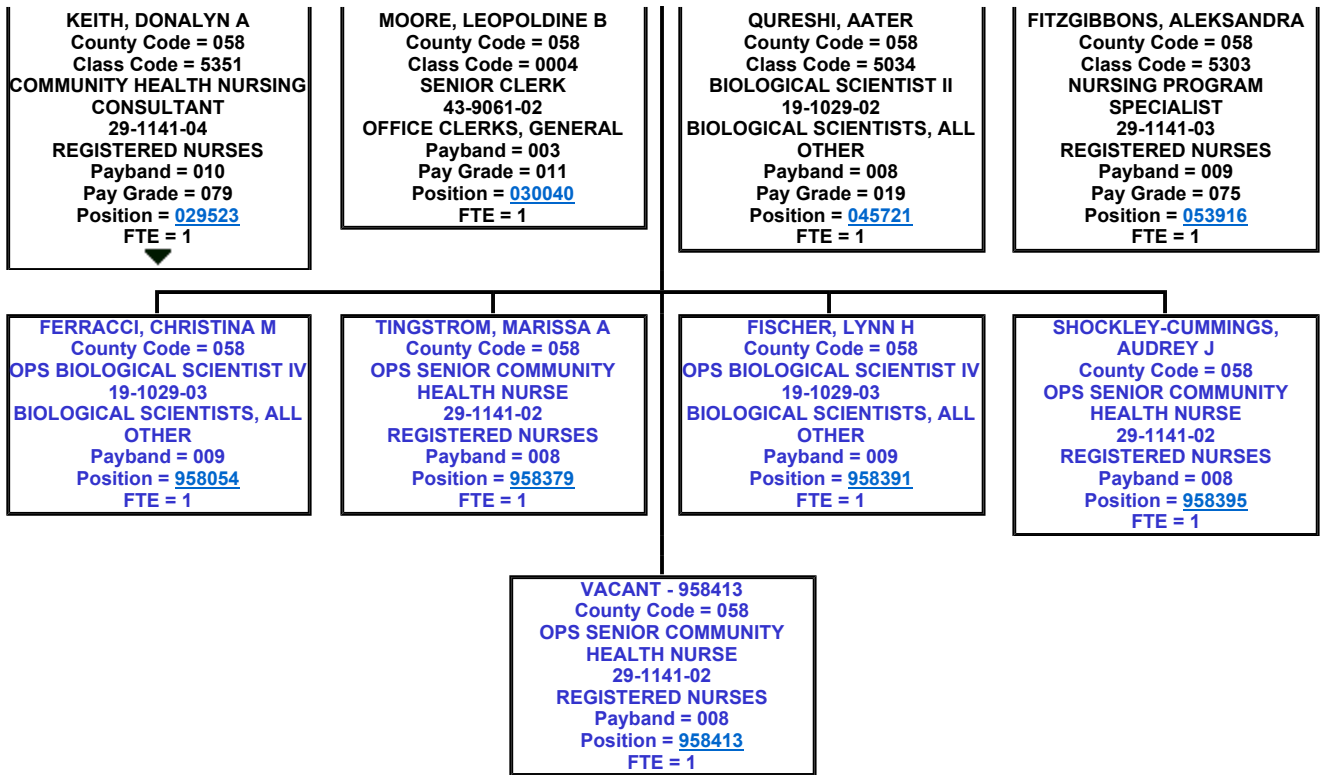 KEITH, DONALYN A
County Code = 058
Class Code = 5351
COMMUNITY HEALTH NURSING
CONSULTANT
29-1141-04
REGISTERED NURSES
Payband = 010
Pay Grade = 079
Position = 029523
FTE = 1
MOORE, LEOPOLDINE B
County Code = 058
Class Code = 0004
SENIOR CLERK
43-9061-02
OFFICE CLERKS, GENERAL
Payband = 003
Pay Grade = 011
Position = 030040
FTE = 1
QURESHI, AATER
County Code = 058
Class Code = 5034
BIOLOGICAL SCIENTIST II
19-1029-02
BIOLOGICAL SCIENTISTS, ALL
OTHER
Payband = 008
Pay Grade = 019
Position = 045721
FTE = 1
FITZGIBBONS, ALEKSANDRA
County Code = 058
Class Code = 5303
NURSING PROGRAM
SPECIALIST
29-1141-03
REGISTERED NURSES
Payband = 009
Pay Grade = 075
Position = 053916
FTE = 1
FERRACCI, CHRISTINA M
County Code = 058
OPS BIOLOGICAL SCIENTIST IV
19-1029-03
BIOLOGICAL SCIENTISTS, ALL
OTHER
Payband = 009
Position = 958054
FTE = 1
TINGSTROM, MARISSA A
County Code = 058
OPS SENIOR COMMUNITY
HEALTH NURSE
29-1141-02
REGISTERED NURSES
Payband = 008
Position = 958379
FTE = 1
FISCHER, LYNN H
County Code = 058
OPS BIOLOGICAL SCIENTIST IV
19-1029-03
BIOLOGICAL SCIENTISTS, ALL
OTHER
Payband = 009
Position = 958391
FTE = 1
SHOCKLEY-CUMMINGS,
AUDREY J
County Code = 058
OPS SENIOR COMMUNITY
HEALTH NURSE
29-1141-02
REGISTERED NURSES
Payband = 008
Position = 958395
FTE = 1
VACANT - 958413
County Code = 058
OPS SENIOR COMMUNITY
HEALTH NURSE
29-1141-02
REGISTERED NURSES
Payband = 008
Position = 958413
FTE = 1